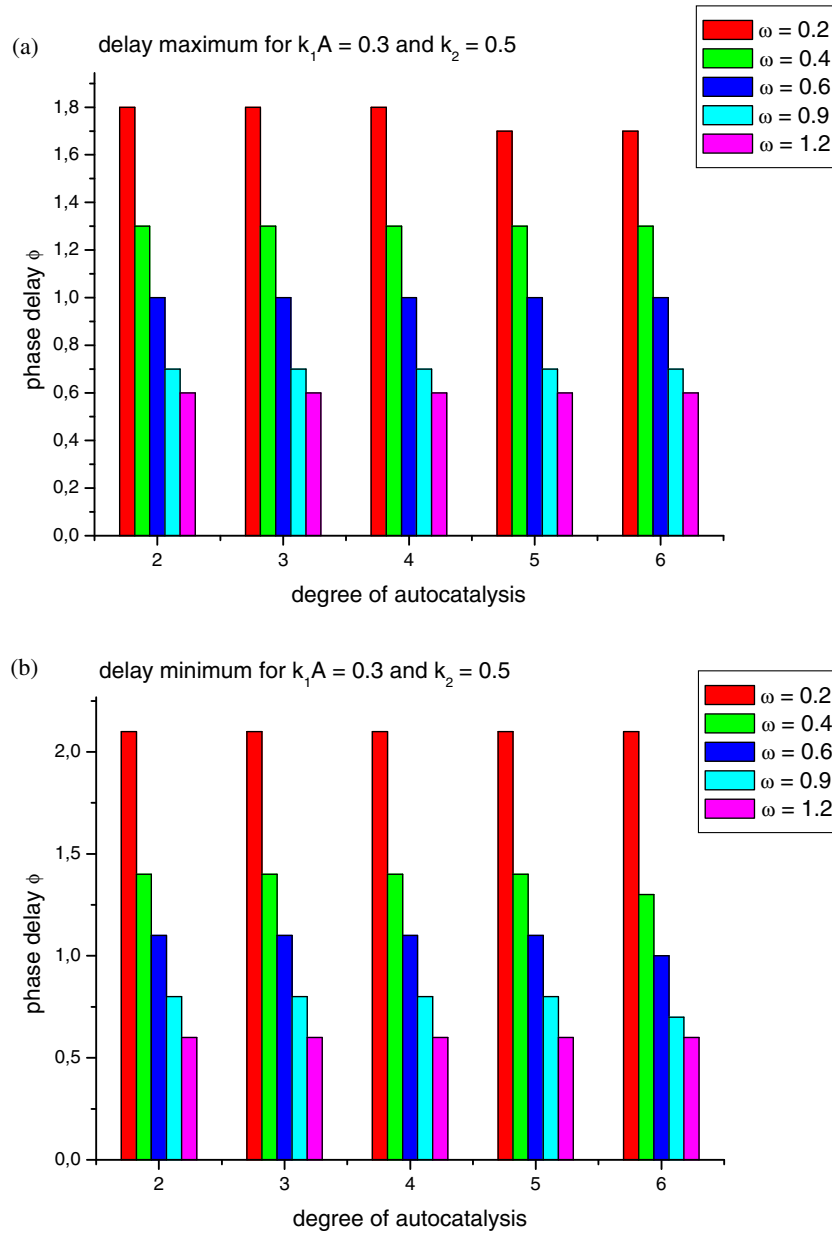 (a)
delay maximum for k₁A = 0.3 and k₂ = 0.5
ω = 0.2
ω = 0.4
ω = 0.6
ω = 0.9
ω = 1.2
phase delay ϕ
1,8
1,6
1,4
1,2
1,0
0,8
0,6
0,4
0,2
0,0
2 3 4 5 6
degree of autocatalysis
(b)
delay minimum for k₁A = 0.3 and k₂ = 0.5
ω = 0.2
ω = 0.4
ω = 0.6
ω = 0.9
ω = 1.2
phase delay ϕ
2,0
1,5
1,0
0,5
0,0
2 3 4 5 6
degree of autocatalysis